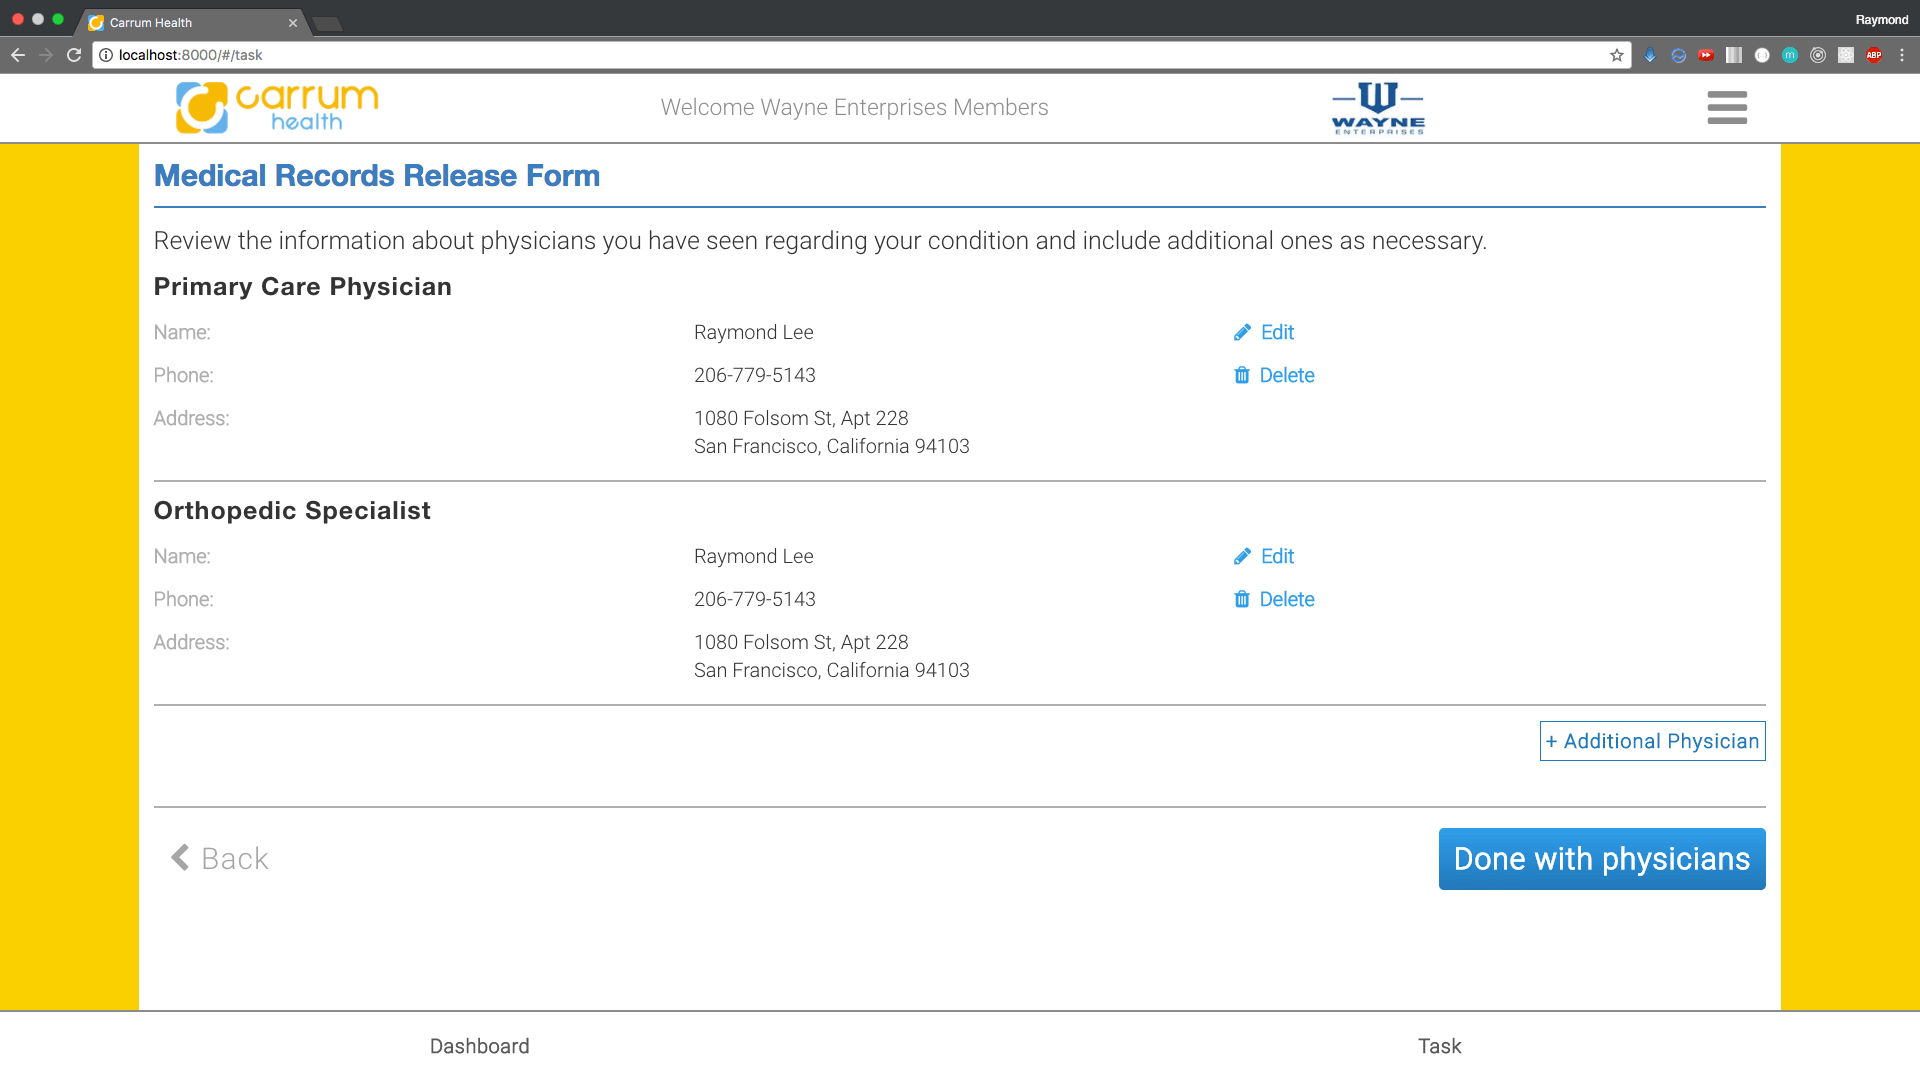 Carrum Health
Raymond
localhost:8000/#/task
carrum
health
Welcome Wayne Enterprises Members
WAYNE
ENTERPRISES
Medical Records Release Form
Review the information about physicians you have seen regarding your condition and include additional ones as necessary.
Primary Care Physician
Name: Raymond Lee Edit
Phone: 206-779-5143 Delete
Address: 1080 Folsom St, Apt 228
San Francisco, California 94103
Orthopedic Specialist
Name: Raymond Lee Edit
Phone: 206-779-5143 Delete
Address: 1080 Folsom St, Apt 228
San Francisco, California 94103
+ Additional Physician
Back Done with physicians
Dashboard Task